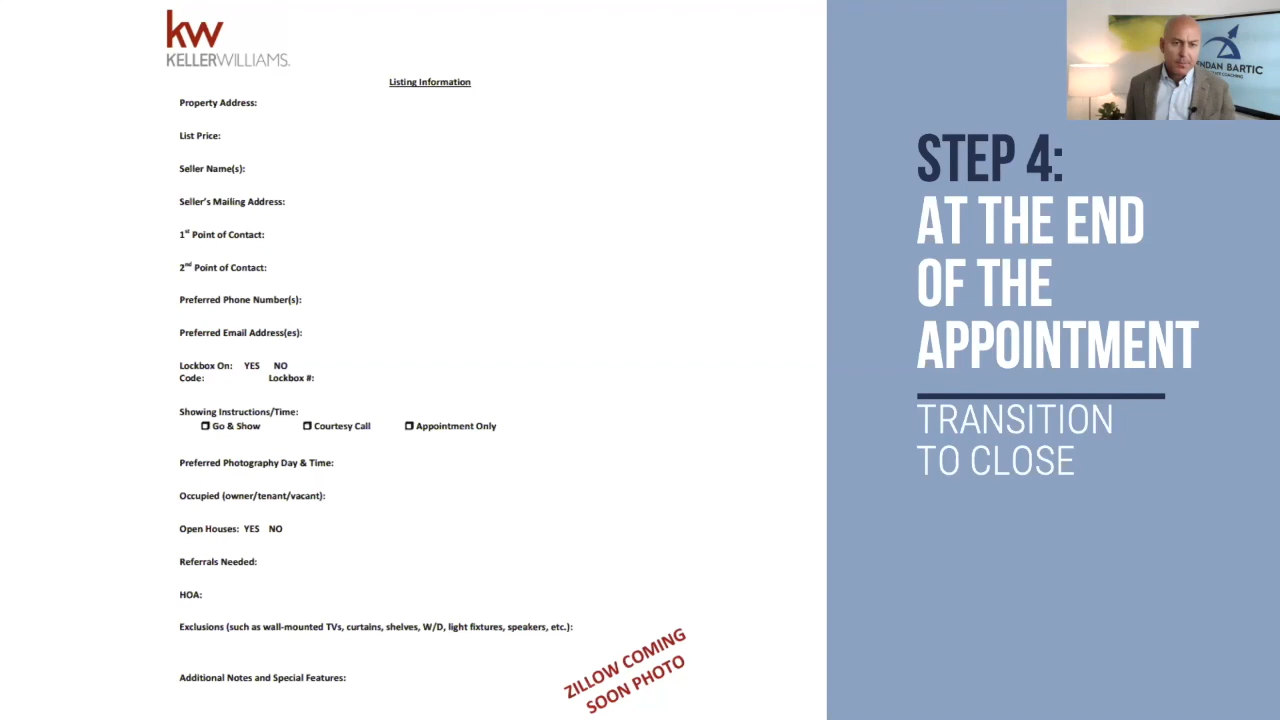 kw
KELLERWILLIAMS.
Listing Information
Property Address:
List Price:
Seller Name(s):
Seller's Mailing Address:
1st Point of Contact:
2nd Point of Contact:
Preferred Phone Number(s):
Preferred Email Address(es):
Lockbox On: YES NO
Code: Lockbox #:
Showing Instructions/Time:
Go & Show Courtesy Call Appointment Only
Preferred Photography Day & Time:
Occupied (owner/tenant/vacant):
Open Houses: YES NO
Referrals Needed:
HOA:
Exclusions (such as wall-mounted TVs, curtains, shelves, W/D, light fixtures, speakers, etc.):
Additional Notes and Special Features:
ZILLOW COMING
SOON PHOTO
NDAN BARTIC
COACHING
STEP 4:
AT THE END
OF THE
APPOINTMENT
TRANSITION
TO CLOSE